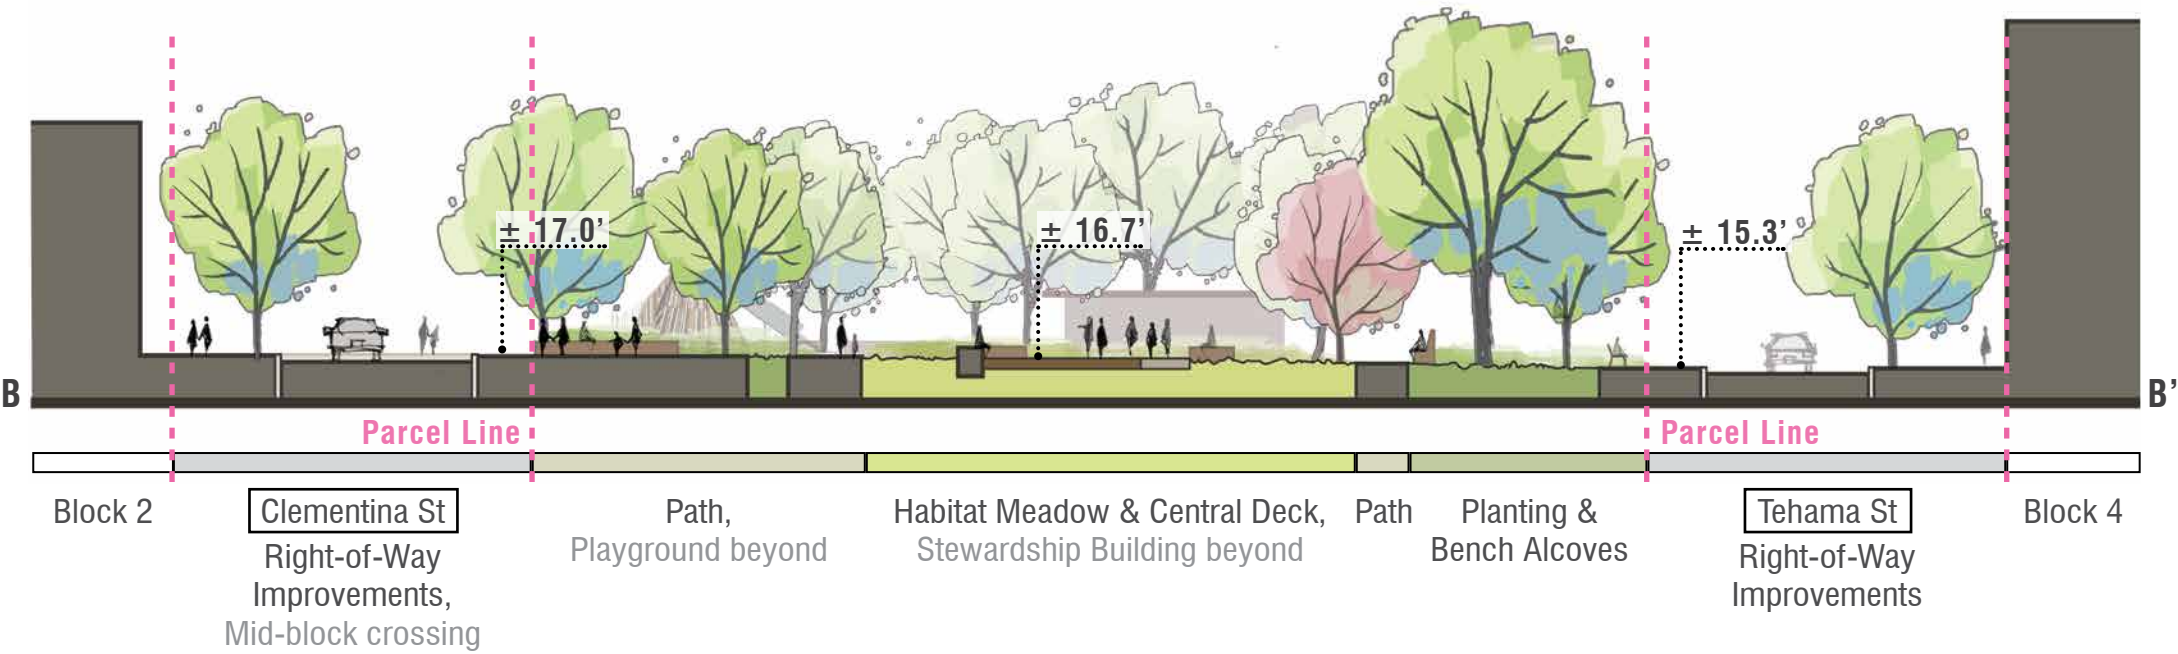 ± 17.0’
± 16.7’
± 15.3’
B
B’
Parcel Line
Parcel Line
Block 2
Clementina St
Right-of-Way
Improvements,
Mid-block crossing
Path,
Playground beyond
Habitat Meadow & Central Deck,
Stewardship Building beyond
Path
Planting &
Bench Alcoves
Tehama St
Right-of-Way
Improvements
Block 4